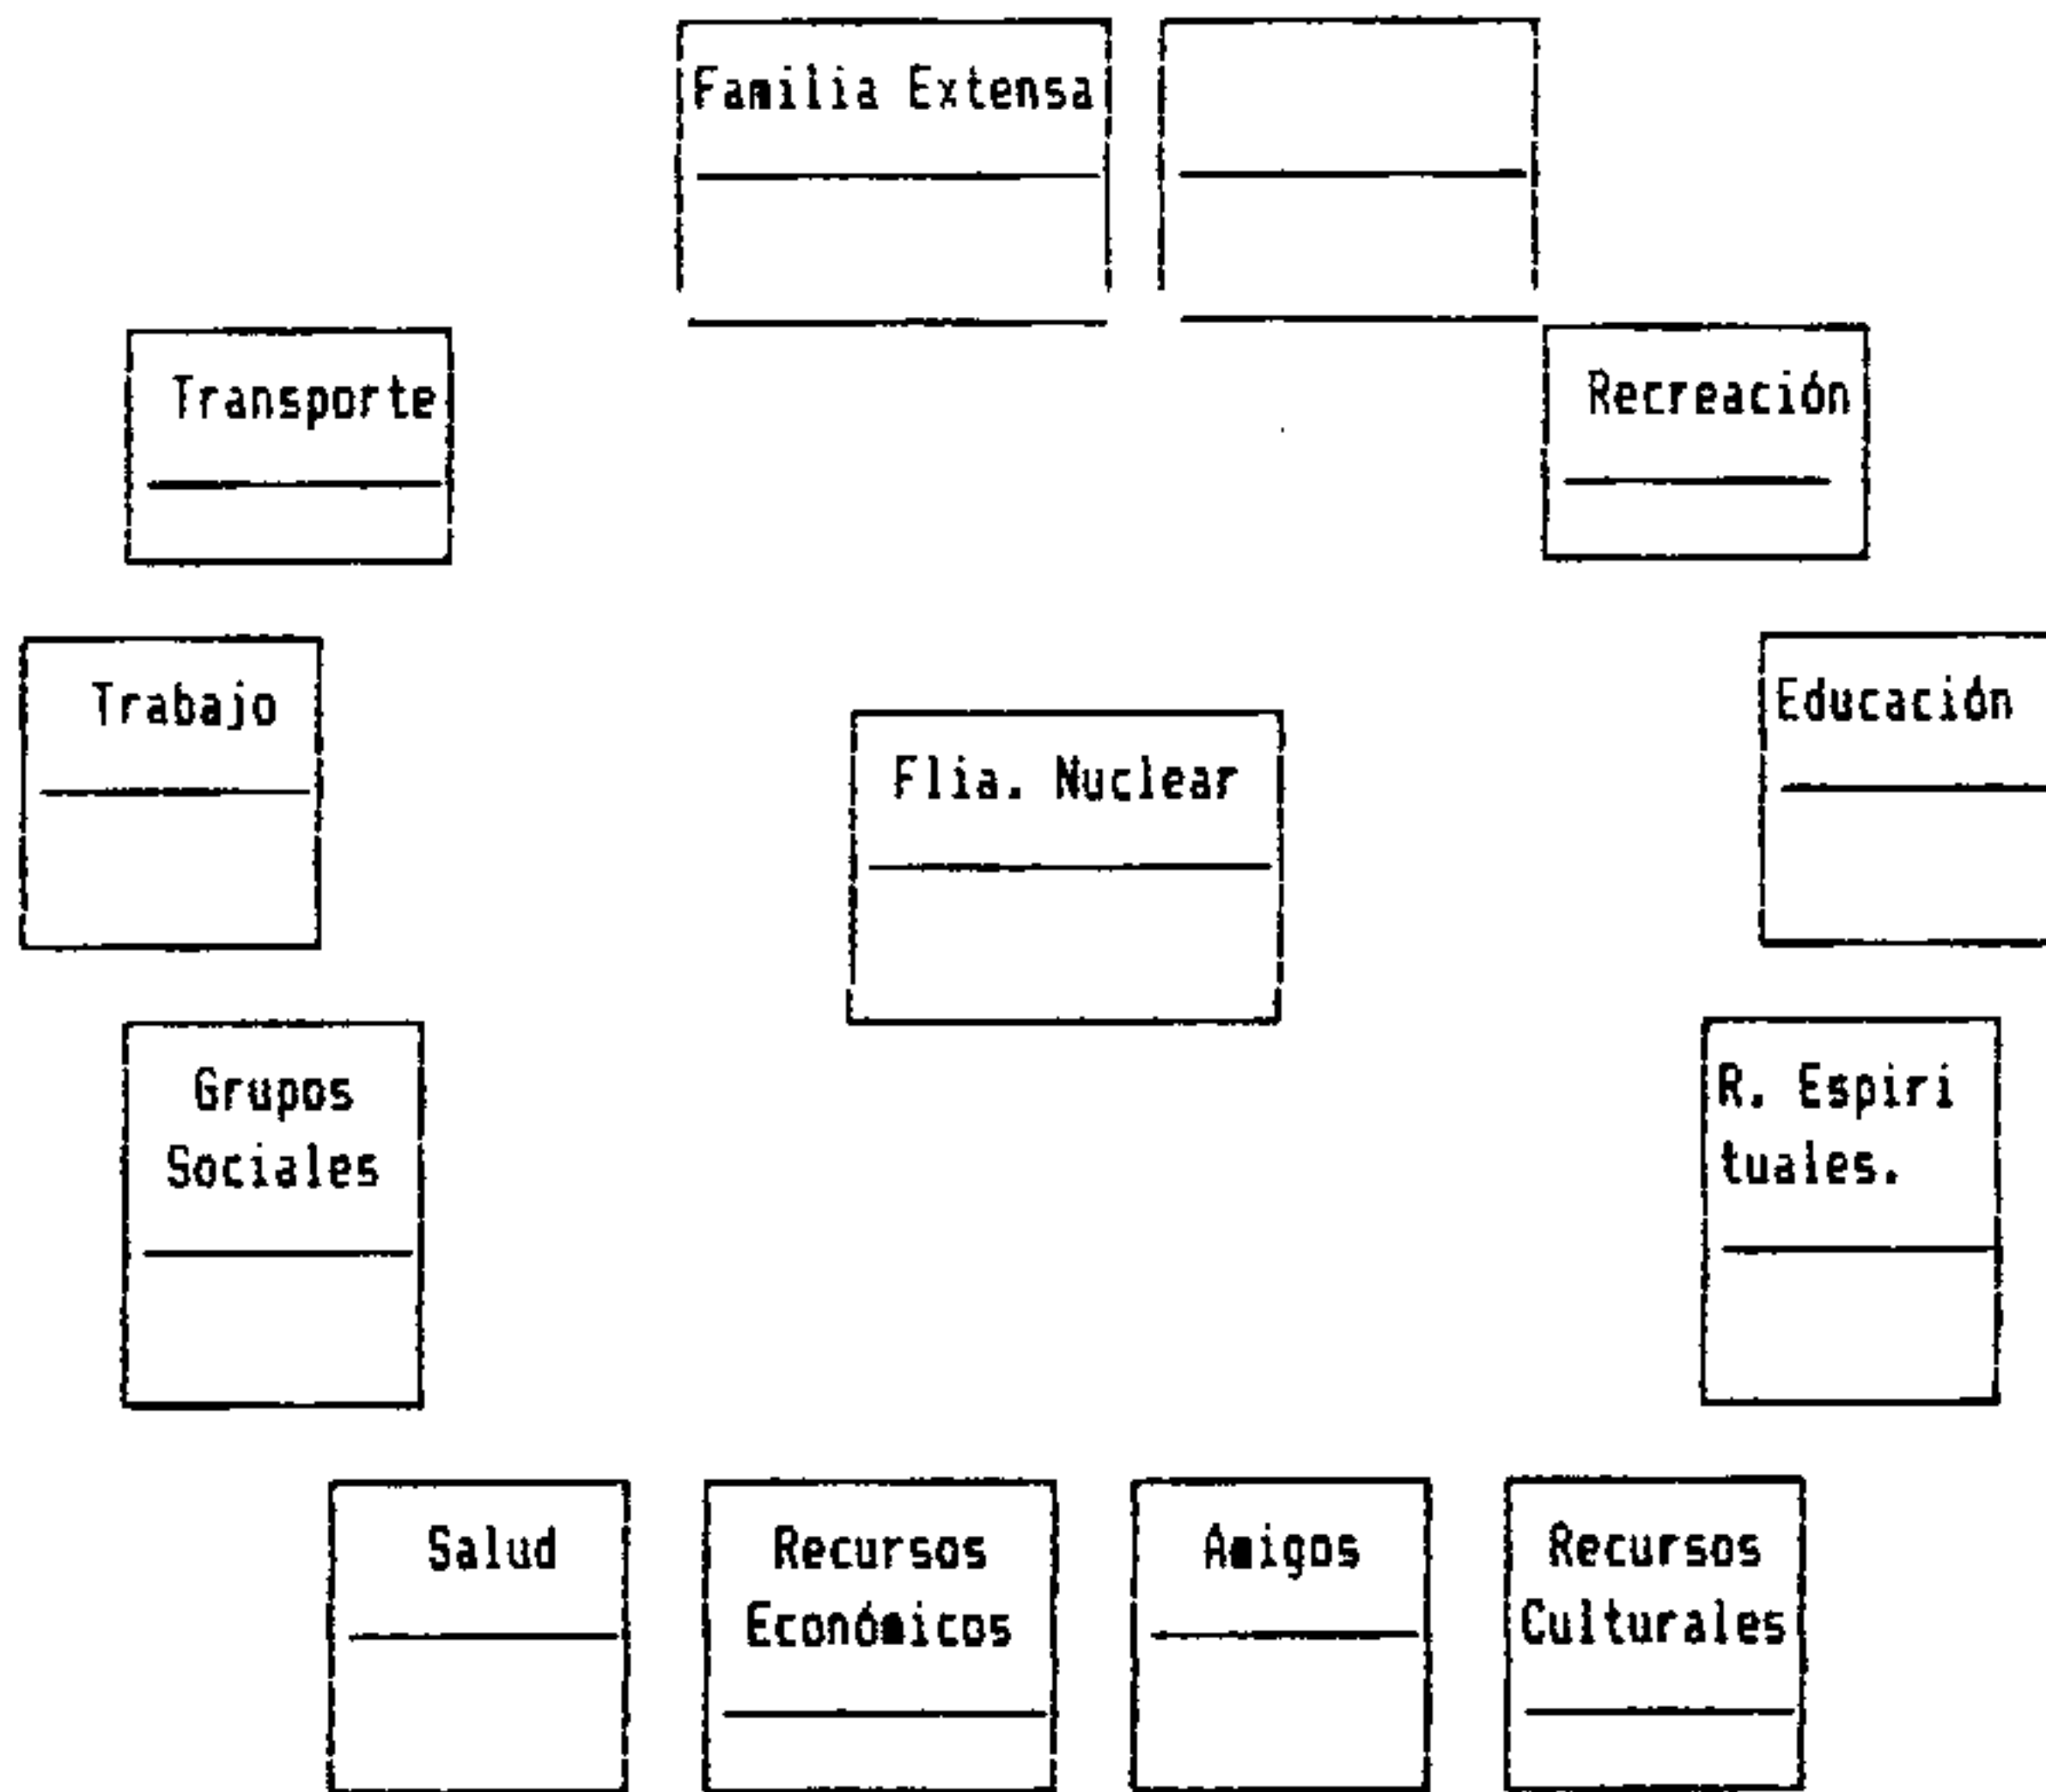 Familia Extensa
Transporte
Recreación
Trabajo
Educación
Flia. Nuclear
Grupos
Sociales
R. Espiri
tuales.
Salud
Recursos
Económicos
Amigos
Recursos
Culturales